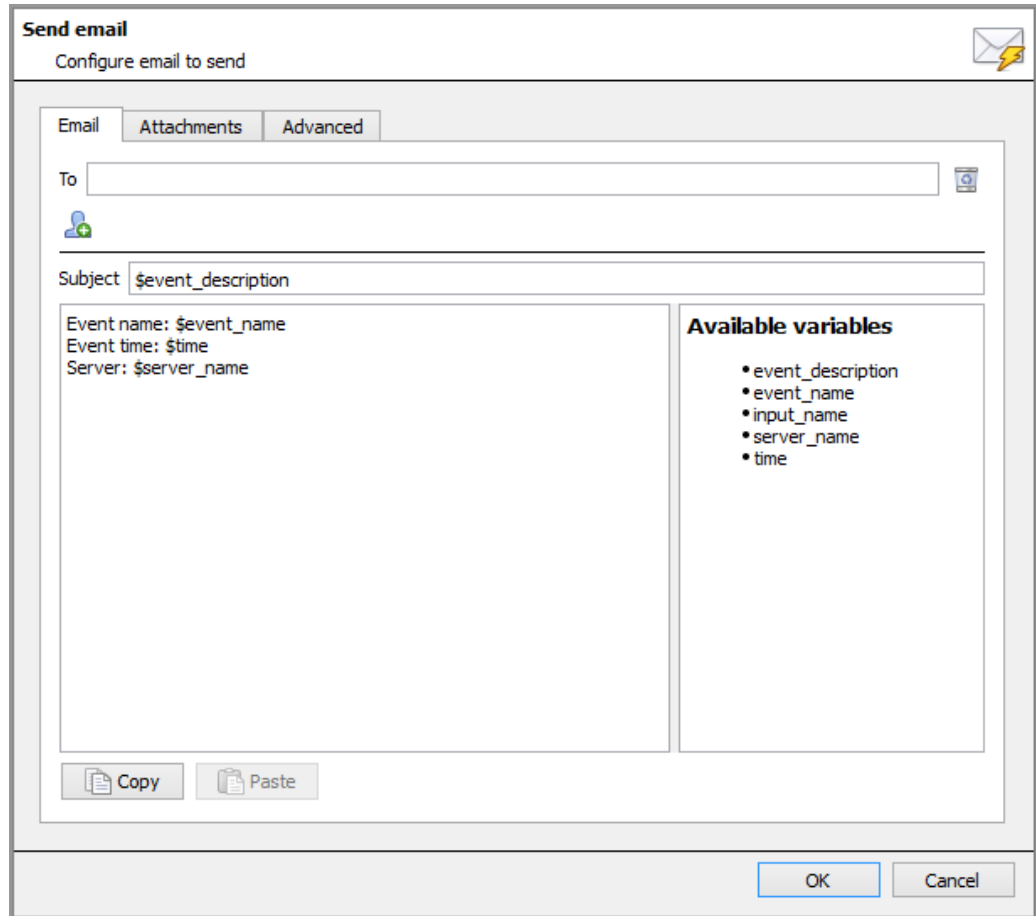 Send email
Configure email to send
Email
Attachments
Advanced
To
Subject
$event_description
Event name: $event_name
Event time: $time
Server: $server_name
Available variables
• event_description
• event_name
• input_name
• server_name
• time
Copy
Paste
OK
Cancel